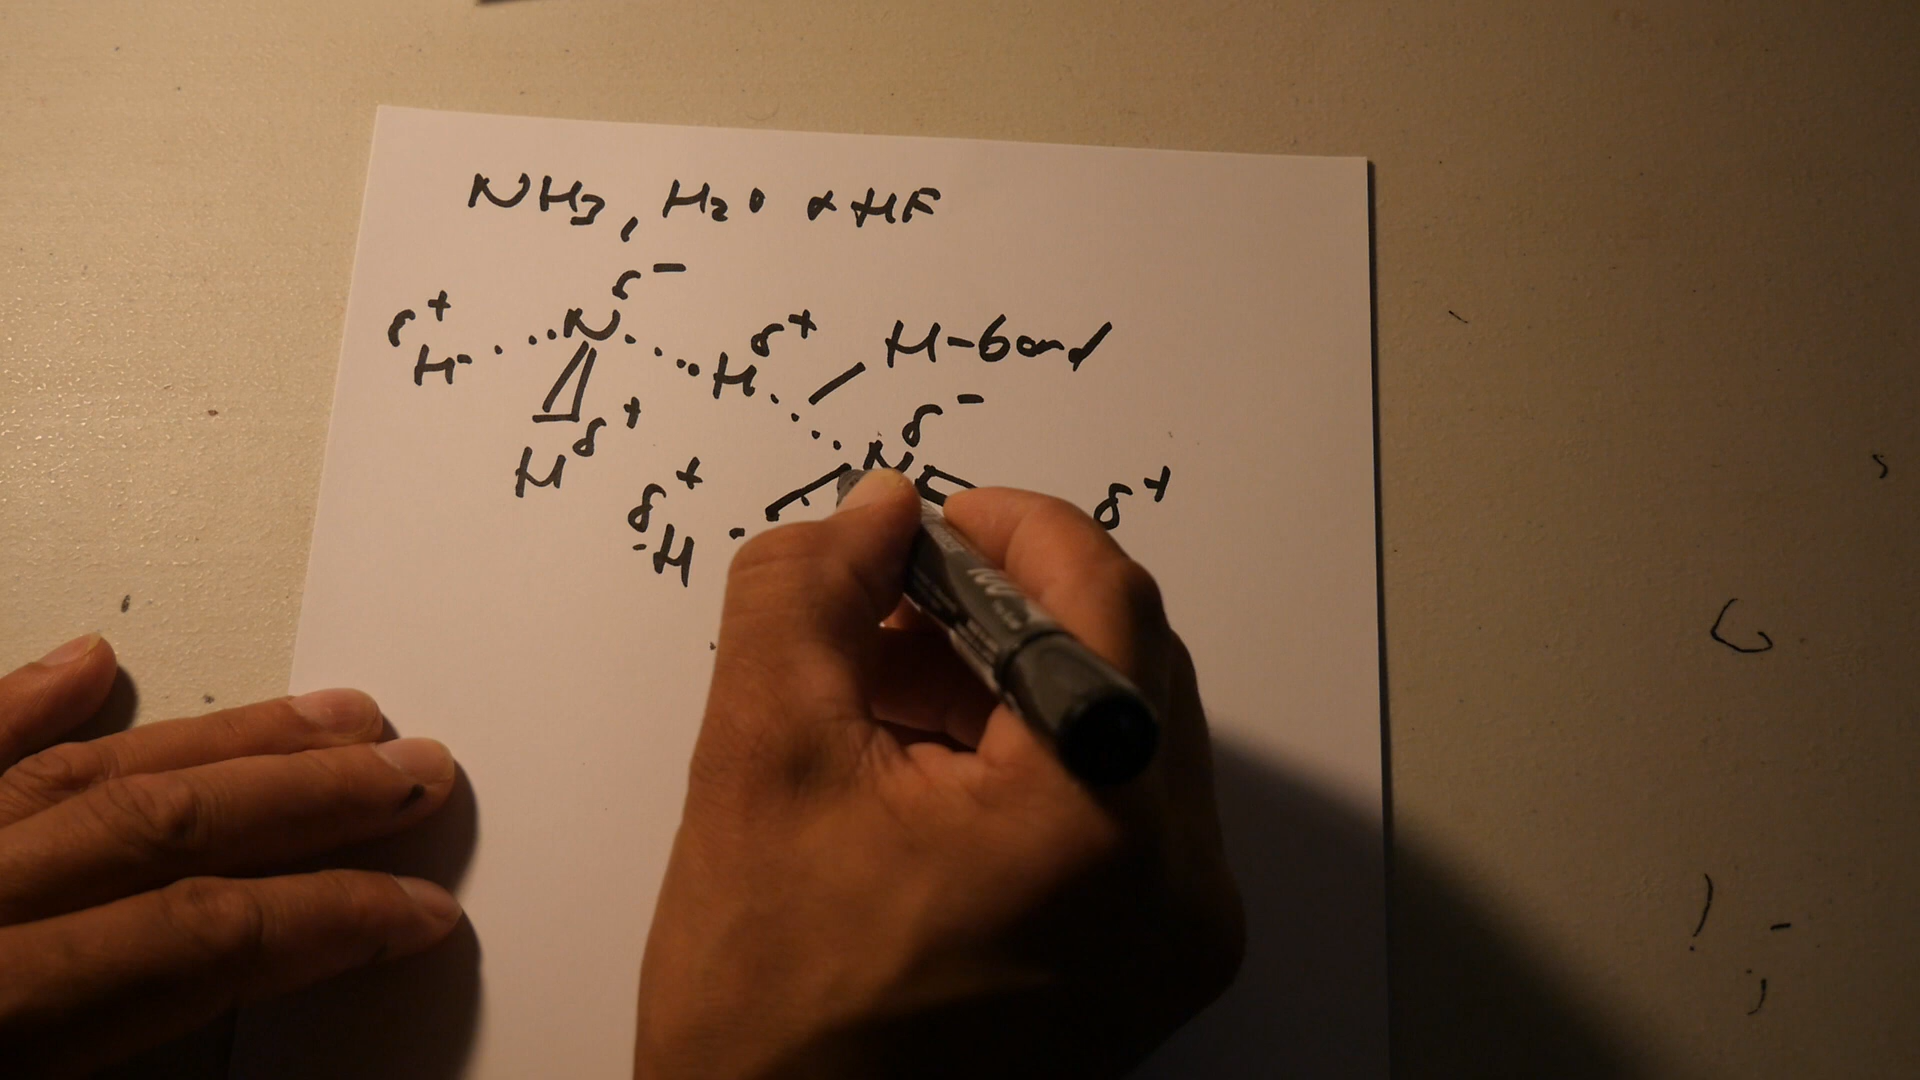 NH3, H2O & HF
δ-
δ+ N δ+ H-bond
H H
δ-
H δ+ N
δ+ δ+
-H